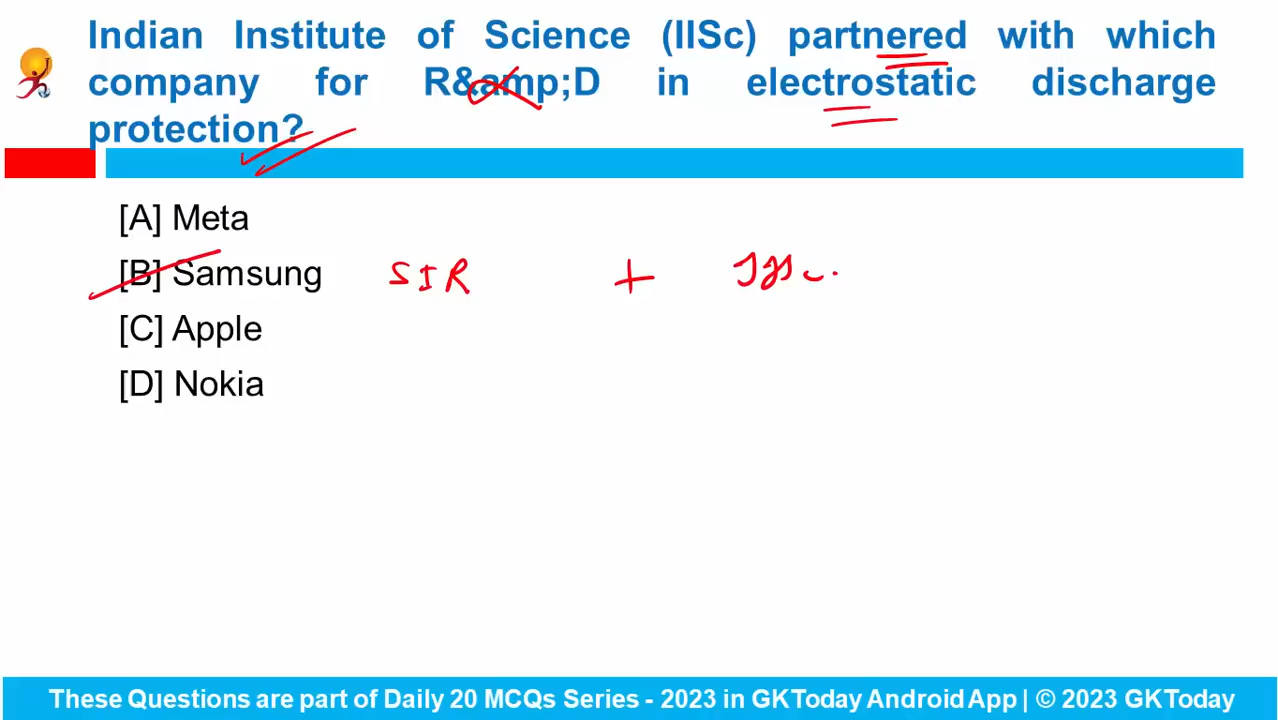 Indian Institute of Science (IISc) partnered with which
company for R&amp;D in electrostatic discharge
protection?
[A] Meta
[B] Samsung SIR + IISc.
[C] Apple
[D] Nokia
These Questions are part of Daily 20 MCQs Series - 2023 in GKToday Android App | © 2023 GKToday